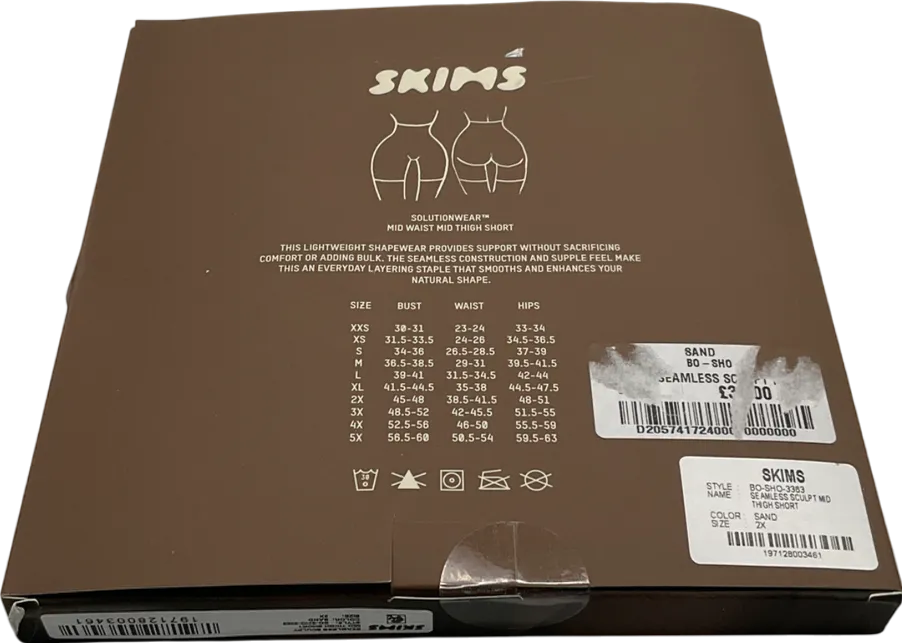 SKIMS
SOLUTIONWEAR™
MID WAIST MID THIGH SHORT
THIS LIGHTWEIGHT SHAPEWEAR PROVIDES SUPPORT WITHOUT SACRIFICING
COMFORT OR ADDING BULK. THE SEAMLESS CONSTRUCTION AND SUPPLE FEEL MAKE
THIS AN EVERYDAY LAYERING STAPLE THAT SMOOTHS AND ENHANCES YOUR
NATURAL SHAPE.
SIZE BUST WAIST HIPS
XXS 30-31 23-24 33-34
XS 31.5-33.5 24-26 34.5-36.5
S 34-36 26.5-28.5 37-39
M 36.5-38.5 29-31 39.5-41.5
L 39-41 31.5-34.5 42-44
XL 41.5-44.5 35-38 44.5-47.5
2X 45-48 38.5-41.5 48-51
3X 48.5-52 42-45.5 51.5-55
4X 52.5-56 46-50 55.5-59
5X 56.5-60 50.5-54 59.5-63
30
SAND
BO-SHO
SKIMS
STYLE : BO-SHO-3363
NAME : SEAMLESS SCULPT MID
THIGH SHORT
COLOR : SAND
SIZE : 2X
197128003461
197128003461
SKIMS